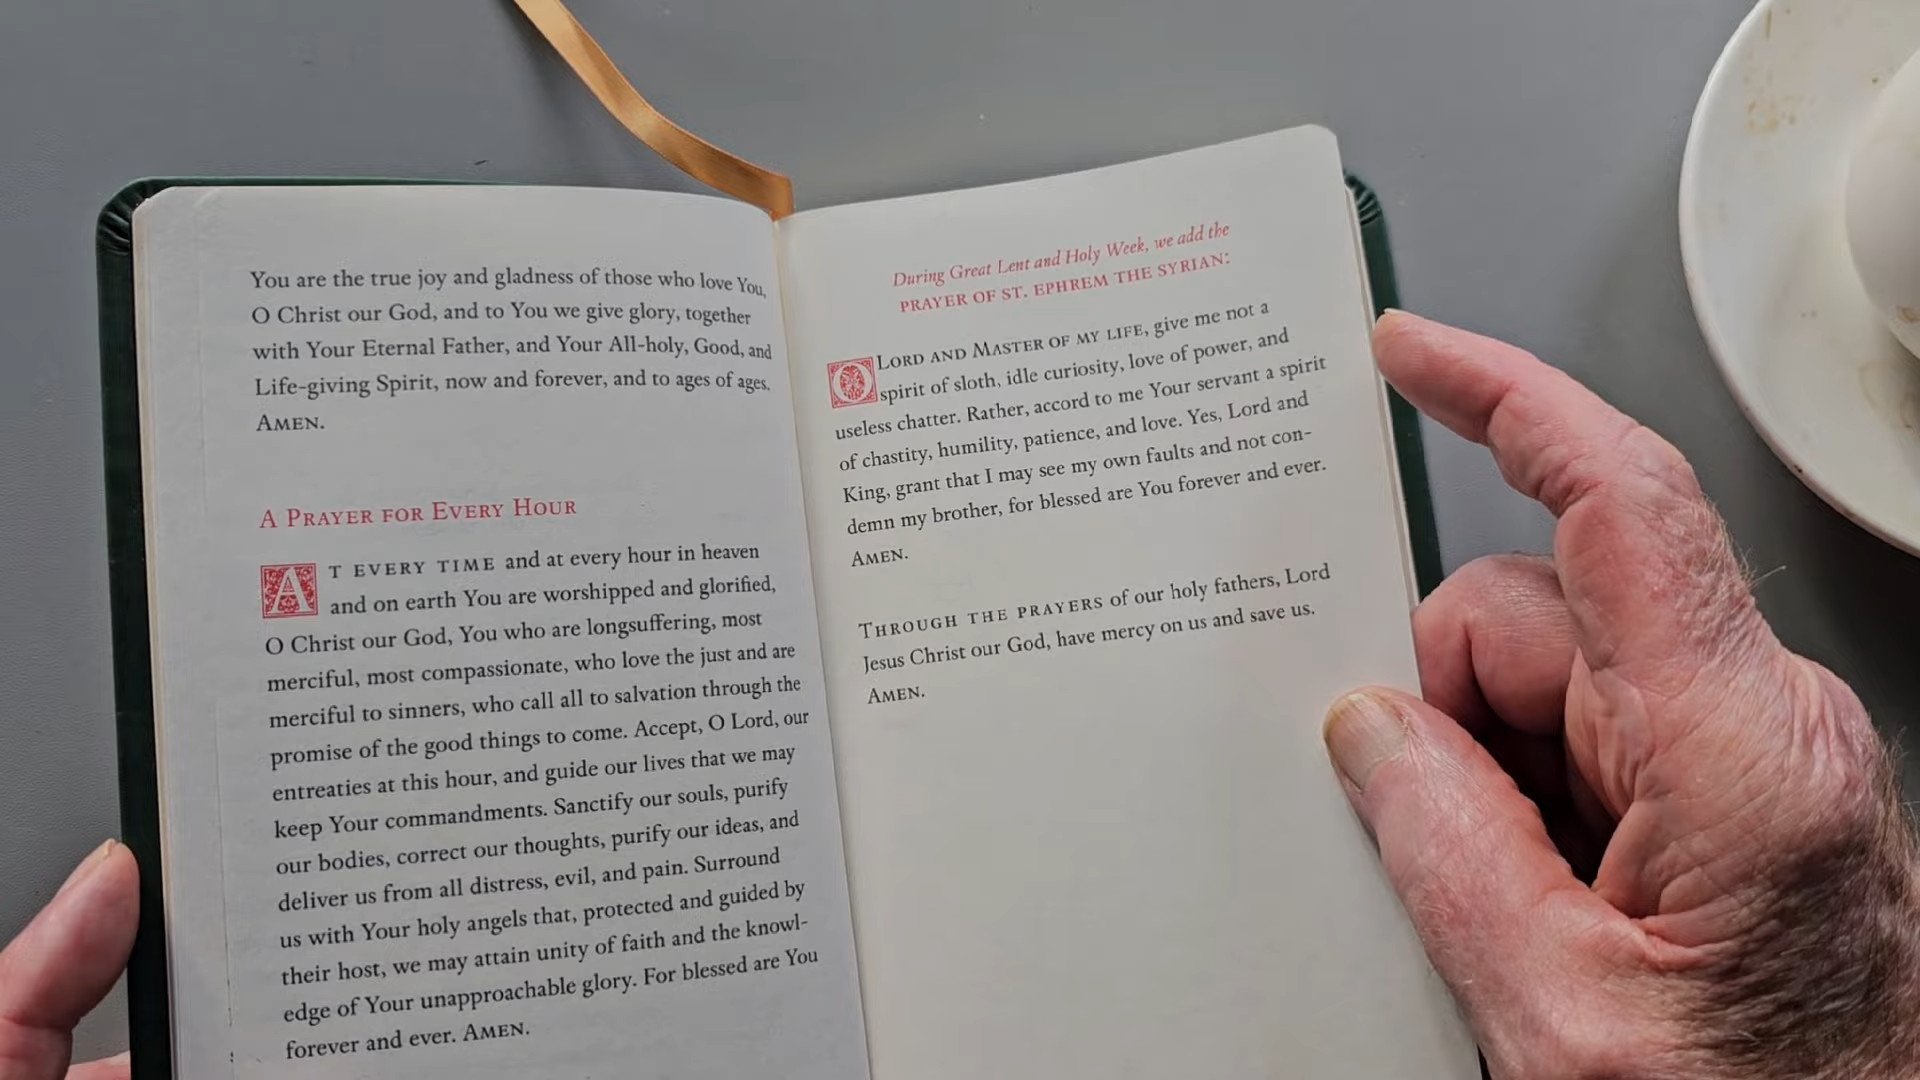 You are the true joy and gladness of those who love You,
O Christ our God, and to You we give glory, together
with Your Eternal Father, and Your All-holy, Good, and
Life-giving Spirit, now and forever, and to ages of ages.
AMEN.
A PRAYER FOR EVERY HOUR
AT EVERY TIME and at every hour in heaven
and on earth You are worshipped and glorified,
O Christ our God, You who are longsuffering, most
merciful, most compassionate, who love the just and are
merciful to sinners, who call all to salvation through the
promise of the good things to come. Accept, O Lord, our
entreaties at this hour, and guide our lives that we may
keep Your commandments. Sanctify our souls, purify
our bodies, correct our thoughts, purify our ideas, and
deliver us from all distress, evil, and pain. Surround
us with Your holy angels that, protected and guided by
their host, we may attain unity of faith and the knowl-
edge of Your unapproachable glory. For blessed are You
forever and ever. AMEN.
During Great Lent and Holy Week, we add the
PRAYER OF ST. EPHREM THE SYRIAN:
O LORD AND MASTER OF MY LIFE, give me not a
spirit of sloth, idle curiosity, love of power, and
useless chatter. Rather, accord to me Your servant a spirit
of chastity, humility, patience, and love. Yes, Lord and
King, grant that I may see my own faults and not con-
demn my brother, for blessed are You forever and ever.
AMEN.
THROUGH THE PRAYERS of our holy fathers, Lord
Jesus Christ our God, have mercy on us and save us.
AMEN.